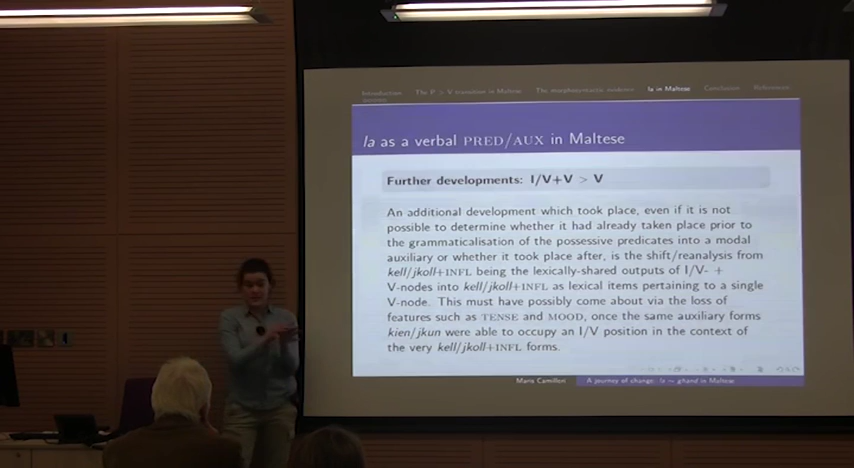 Introduction The P > V transition in Maltese The morphosyntactic evidence la in Maltese Conclusion References
la as a verbal PRED/AUX in Maltese
Further developments: I/V+V > V
An additional development which took place, even if it is not
possible to determine whether it had already taken place prior to
the grammaticalisation of the possessive predicates into a modal
auxiliary or whether it took place after, is the shift/reanalysis from
kell/jkoll+INFL being the lexically-shared outputs of I/V- +
V-nodes into kell/jkoll+INFL as lexical items pertaining to a single
V-node. This must have possibly come about via the loss of
features such as TENSE and MOOD, once the same auxiliary forms
kien/jkun were able to occupy an I/V position in the context of
the very kell/jkoll+INFL forms.
Maris Camilleri A journey of change: la ~ għand in Maltese